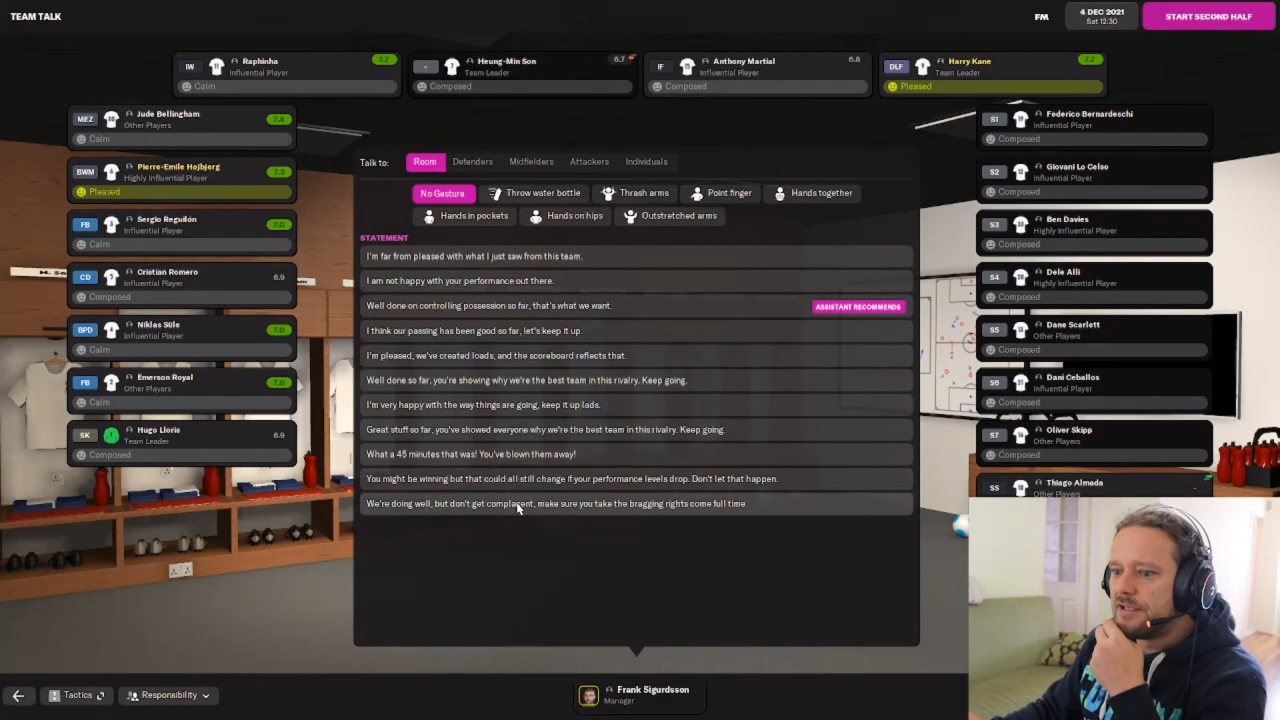 TEAM TALK
FM
4 DEC 2021
Sat 12:30
START SECOND HALF
IW
Raphinha
Influential Player
7.7
Calm
-
Heung-Min Son
Team Leader
6.7
Composed
IF
Anthony Martial
Influential Player
6.8
Composed
DLF
Harry Kane
Team Leader
7.7
Pleased
MEZ
Jude Bellingham
Other Players
7.4
Calm
BWM
Pierre-Emile Højbjerg
Highly Influential Player
7.3
Pleased
FB
Sergio Reguilón
Influential Player
7.0
Calm
CD
Cristian Romero
Influential Player
6.9
Composed
BPD
Niklas Süle
Influential Player
7.0
Calm
FB
Emerson Royal
Other Players
7.0
Calm
SK
Hugo Lloris
Team Leader
6.9
Composed
Talk to:
Room
Defenders
Midfielders
Attackers
Individuals
No Gesture
Throw water bottle
Thrash arms
Point finger
Hands together
Hands in pockets
Hands on hips
Outstretched arms
STATEMENT
I'm far from pleased with what I just saw from this team.
I am not happy with your performance out there.
Well done on controlling possession so far, that's what we want.
ASSISTANT RECOMMENDS
I think our passing has been good so far, let's keep it up.
I'm pleased, we've created loads, and the scoreboard reflects that.
Well done so far, you're showing why we're the best team in this rivalry. Keep going.
I'm very happy with the way things are going, keep it up lads.
Great stuff so far, you've showed everyone why we're the best team in this rivalry. Keep going.
What a 45 minutes that was! You've blown them away!
You might be winning but that could all still change if your performance levels drop. Don't let that happen.
We're doing well, but don't get complacent, make sure you take the bragging rights come full time.
S1
Federico Bernardeschi
Influential Player
Composed
S2
Giovani Lo Celso
Influential Player
Composed
S3
Ben Davies
Highly Influential Player
Composed
S4
Dele Alli
Highly Influential Player
Composed
S5
Dane Scarlett
Other Players
Composed
S6
Dani Ceballos
Influential Player
Composed
S7
Oliver Skipp
Other Players
Composed
SS
Thiago Almada
Other Players
Tactics
Responsibility
Frank Sigurdsson
Manager